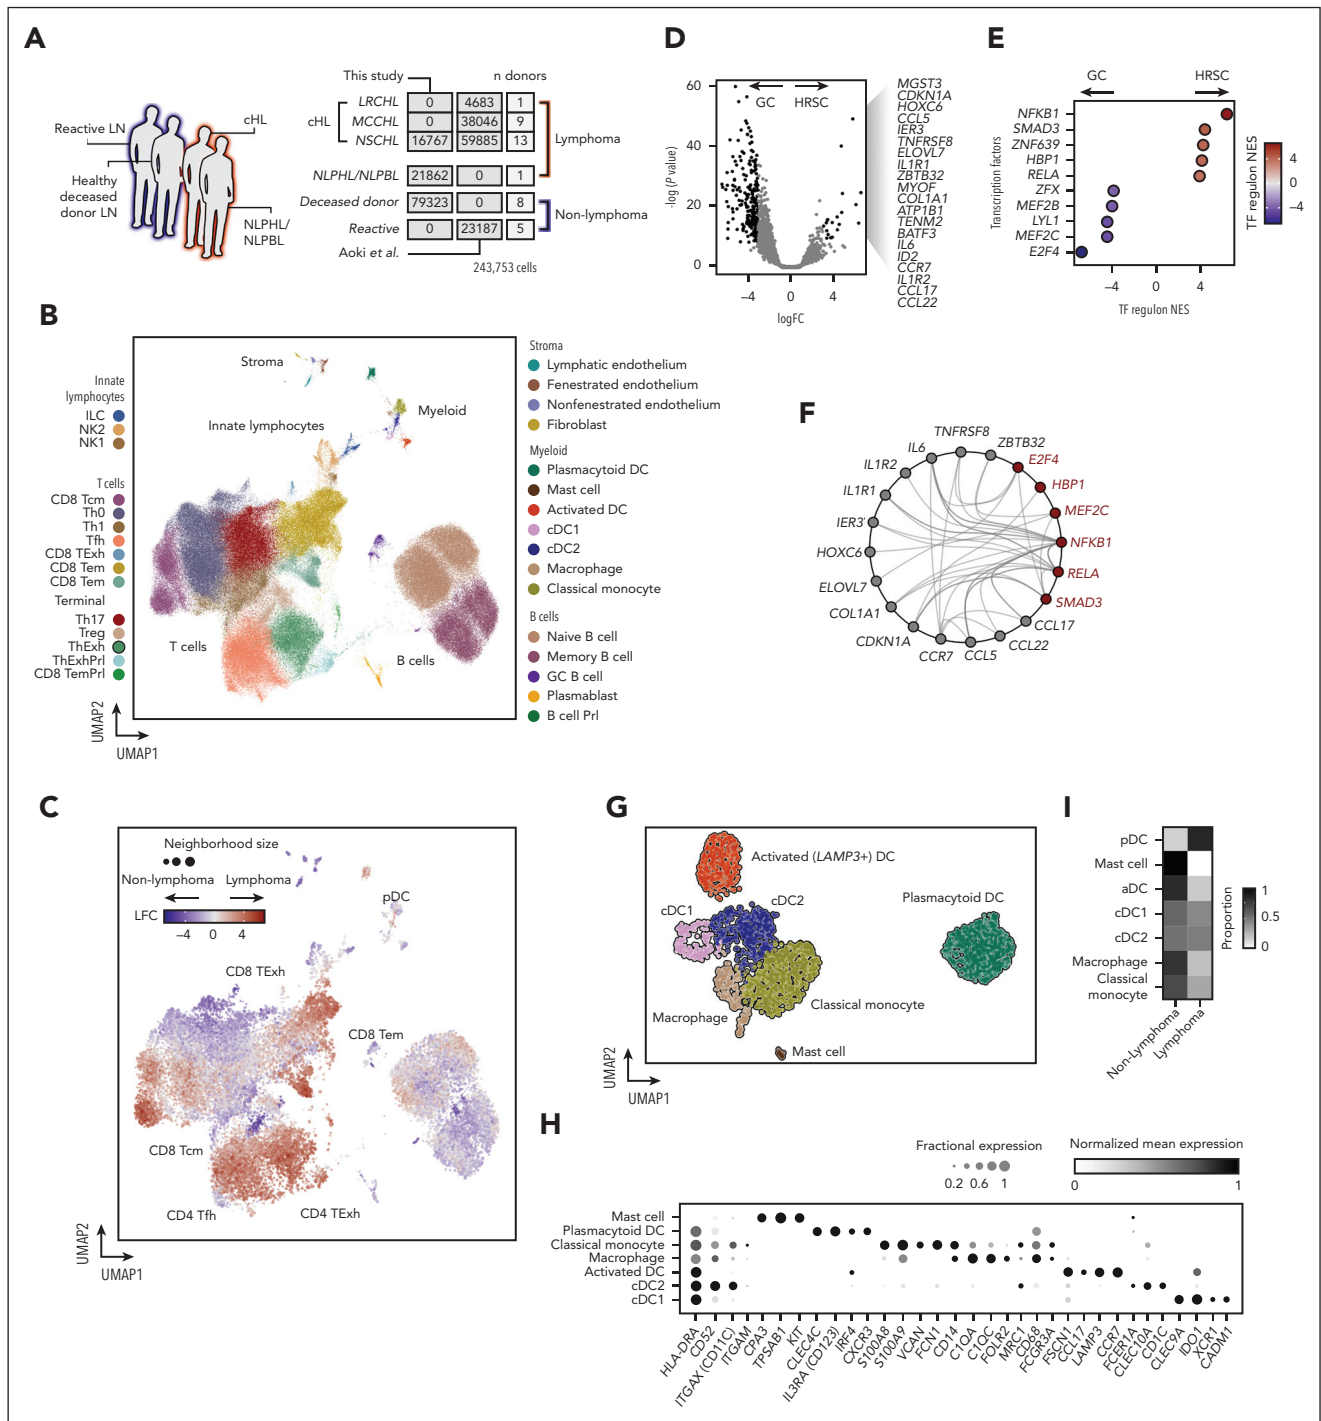 A
Reactive LN
cHL
Healthy
deceased
donor LN
NLPHL/
NLPBL
This study
n donors
LRCHL 0 4683 1
cHL MCCHL 0 38046 9
NSCHL 16767 59885 13
Lymphoma
NLPHL/NLPBL 21862 0 1
Deceased donor 79323 0 8
Non-lymphoma
Reactive 0 23187 5
Aoki et al.
243,753 cells
B
Stroma
Myeloid
Innate lymphocytes
T cells
B cells
UMAP2
UMAP1
Innate
lymphocytes
ILC
NK2
NK1
T cells
CD8 Tcm
Th0
Th1
Tfh
CD8 TExh
CD8 Tem
CD8 Tem
Terminal
Th17
Treg
ThExh
ThExhPrl
CD8 TemPrl
Stroma
Lymphatic endothelium
Fenestrated endothelium
Nonfenestrated endothelium
Fibroblast
Myeloid
Plasmacytoid DC
Mast cell
Activated DC
cDC1
cDC2
Macrophage
Classical monocyte
B cells
Naive B cell
Memory B cell
GC B cell
Plasmablast
B cell Prl
C
Neighborhood size
Non-lymphoma Lymphoma
LFC
−4 0 4
pDC
CD8 TExh
CD8 Tem
CD8 Tcm
CD4 Tfh
CD4 TExh
UMAP2
UMAP1
D
GC HRSC
60
40
20
0
-log (P value)
−4 0 4
logFC
MGST3
CDKN1A
HOXC6
CCL5
IER3
TNFRSF8
ELOVL7
IL1R1
ZBTB32
MYOF
COL1A1
ATP1B1
TENM2
BATF3
IL6
ID2
CCR7
IL1R2
CCL17
CCL22
E
GC HRSC
Transcription factors
NFKB1
SMAD3
ZNF639
HBP1
RELA
ZFX
MEF2B
LYL1
MEF2C
E2F4
−4 0 4
TF regulon NES
TF regulon NES
4
0
−4
F
TNFRSF8
ZBTB32
E2F4
HBP1
MEF2C
NFKB1
RELA
SMAD3
CCL17
CCL22
CCL5
CCR7
CDKN1A
COL1A1
ELOVL7
HOXC6
IER3
IL1R1
IL1R2
IL6
G
Activated (LAMP3+) DC
cDC2
cDC1
Plasmacytoid DC
Classical monocyte
Macrophage
Mast cell
UMAP2
UMAP1
H
Fractional expression
0.2 0.6 1
Normalized mean expression
0 1
Mast cell
Plasmacytoid DC
Classical monocyte
Macrophage
Activated DC
cDC2
cDC1
HLA-DRA
CD52
ITGAX (CD11C)
ITGAM
CPA3
TPSAB1
KIT
CLEC4C
IL3RA (CD123)
IRF4
CXCR3
S100A8
S100A9
VCAN
FCN1
CD14
C1QA
C1QC
FOLR2
MRC1
CD68
FCGR3A
FSCN1
CCL17
LAMP3
CCR7
FCER1A
CLEC10A
CD1C
CLEC9A
IDO1
XCR1
CADM1
I
pDC
Mast cell
aDC
cDC1
cDC2
Macrophage
Classical
monocyte
Non-Lymphoma
Lymphoma
Proportion
1
0.5
0